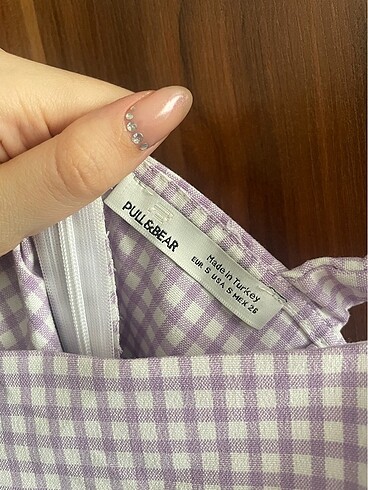 PULL&BEAR
Made in Turkey
EUR S USA S MEX 26